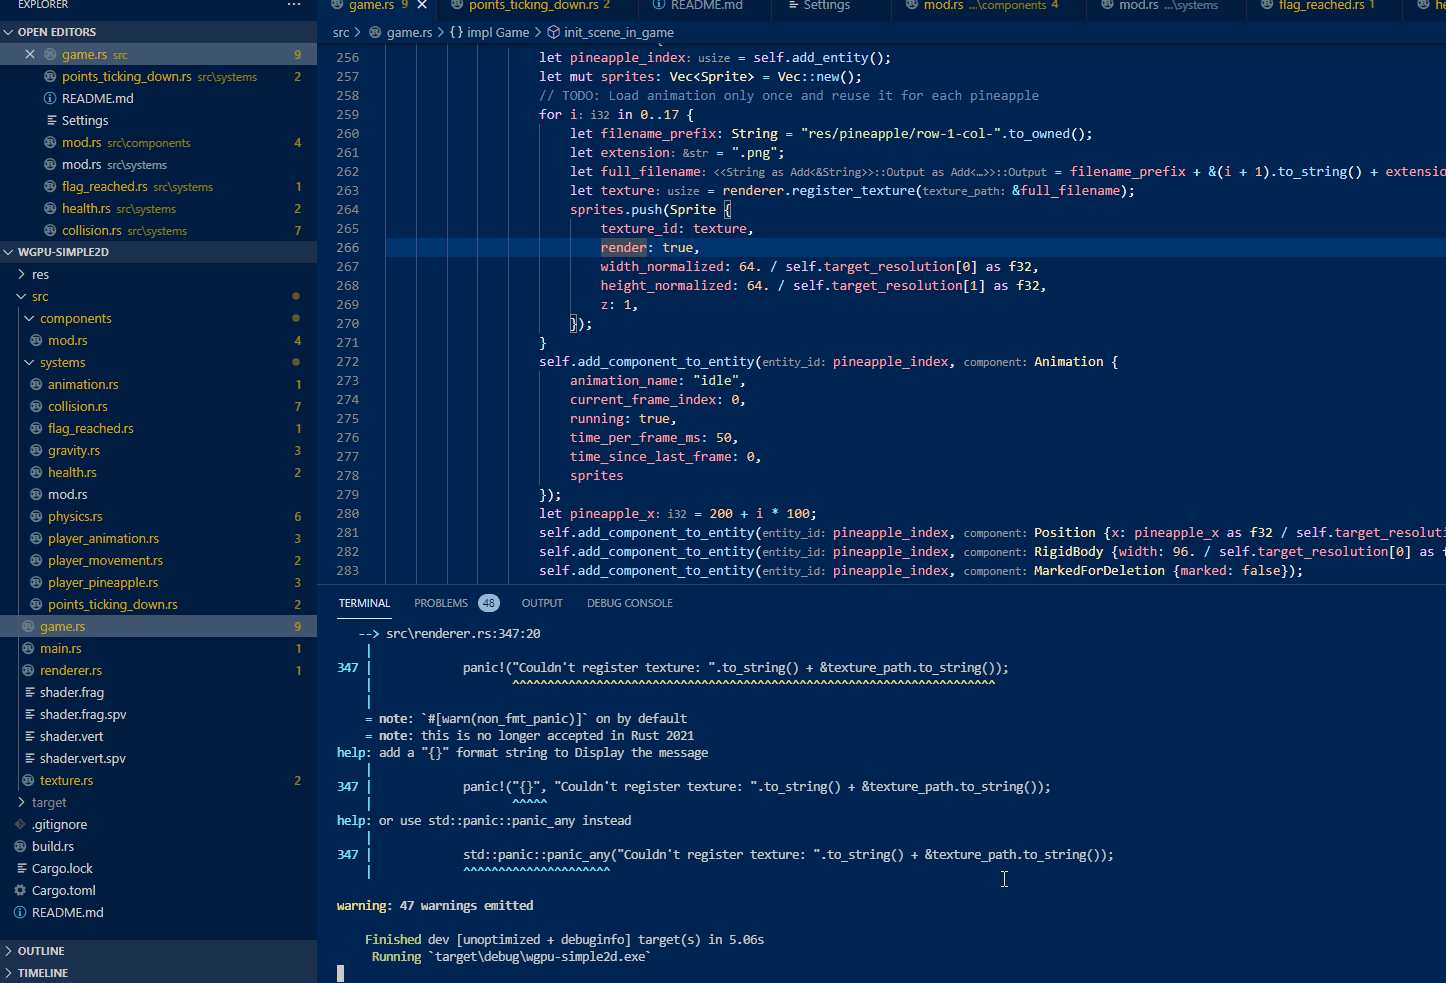 EXPLORER
···
OPEN EDITORS
game.rs src 9
points_ticking_down.rs src\systems 2
README.md
Settings
mod.rs src\components 4
mod.rs src\systems
flag_reached.rs src\systems 1
health.rs src\systems 2
collision.rs src\systems 7
WGPU-SIMPLE2D
res
src
components
mod.rs 4
systems
animation.rs 1
collision.rs 7
flag_reached.rs 1
gravity.rs 3
health.rs 2
mod.rs
physics.rs 6
player_animation.rs 3
player_movement.rs 2
player_pineapple.rs 3
points_ticking_down.rs 2
game.rs 9
main.rs 1
renderer.rs 1
shader.frag
shader.frag.spv
shader.vert
shader.vert.spv
texture.rs 2
target
.gitignore
build.rs
Cargo.lock
Cargo.toml
README.md
OUTLINE
TIMELINE
game.rs 9 points_ticking_down.rs 2 README.md Settings mod.rs ...\components 4 mod.rs ...\systems flag_reached.rs 1
src > game.rs > {} impl Game > init_scene_in_game
256 let pineapple_index: usize = self.add_entity();
257 let mut sprites: Vec<Sprite> = Vec::new();
258 // TODO: Load animation only once and reuse it for each pineapple
259 for i: i32 in 0..17 {
260 let filename_prefix: String = "res/pineapple/row-1-col-".to_owned();
261 let extension: &str = ".png";
262 let full_filename: <<String as Add<&String>>::Output as Add<…>>::Output = filename_prefix + &(i + 1).to_string() + extensio
263 let texture: usize = renderer.register_texture(texture_path: &full_filename);
264 sprites.push(Sprite {
265 texture_id: texture,
266 render: true,
267 width_normalized: 64. / self.target_resolution[0] as f32,
268 height_normalized: 64. / self.target_resolution[1] as f32,
269 z: 1,
270 });
271 }
272 self.add_component_to_entity(entity_id: pineapple_index, component: Animation {
273 animation_name: "idle",
274 current_frame_index: 0,
275 running: true,
276 time_per_frame_ms: 50,
277 time_since_last_frame: 0,
278 sprites
279 });
280 let pineapple_x: i32 = 200 + i * 100;
281 self.add_component_to_entity(entity_id: pineapple_index, component: Position {x: pineapple_x as f32 / self.target_resoluti
282 self.add_component_to_entity(entity_id: pineapple_index, component: RigidBody {width: 96. / self.target_resolution[0] as f
283 self.add_component_to_entity(entity_id: pineapple_index, component: MarkedForDeletion {marked: false});
TERMINAL PROBLEMS 48 OUTPUT DEBUG CONSOLE
--> src\renderer.rs:347:20
|
347 | panic!("Couldn't register texture: ".to_string() + &texture_path.to_string());
| ^^^^^^^^^^^^^^^^^^^^^^^^^^^^^^^^^^^^^^^^^^^^^^^^^^^^^^^^^^^^^^^^^^^^^
|
= note: `#[warn(non_fmt_panic)]` on by default
= note: this is no longer accepted in Rust 2021
help: add a "{}" format string to Display the message
|
347 | panic!("{}", "Couldn't register texture: ".to_string() + &texture_path.to_string());
| ^^^^^
help: or use std::panic::panic_any instead
|
347 | std::panic::panic_any("Couldn't register texture: ".to_string() + &texture_path.to_string());
| ^^^^^^^^^^^^^^^^^^^^^
warning: 47 warnings emitted
Finished dev [unoptimized + debuginfo] target(s) in 5.06s
Running `target\debug\wgpu-simple2d.exe`